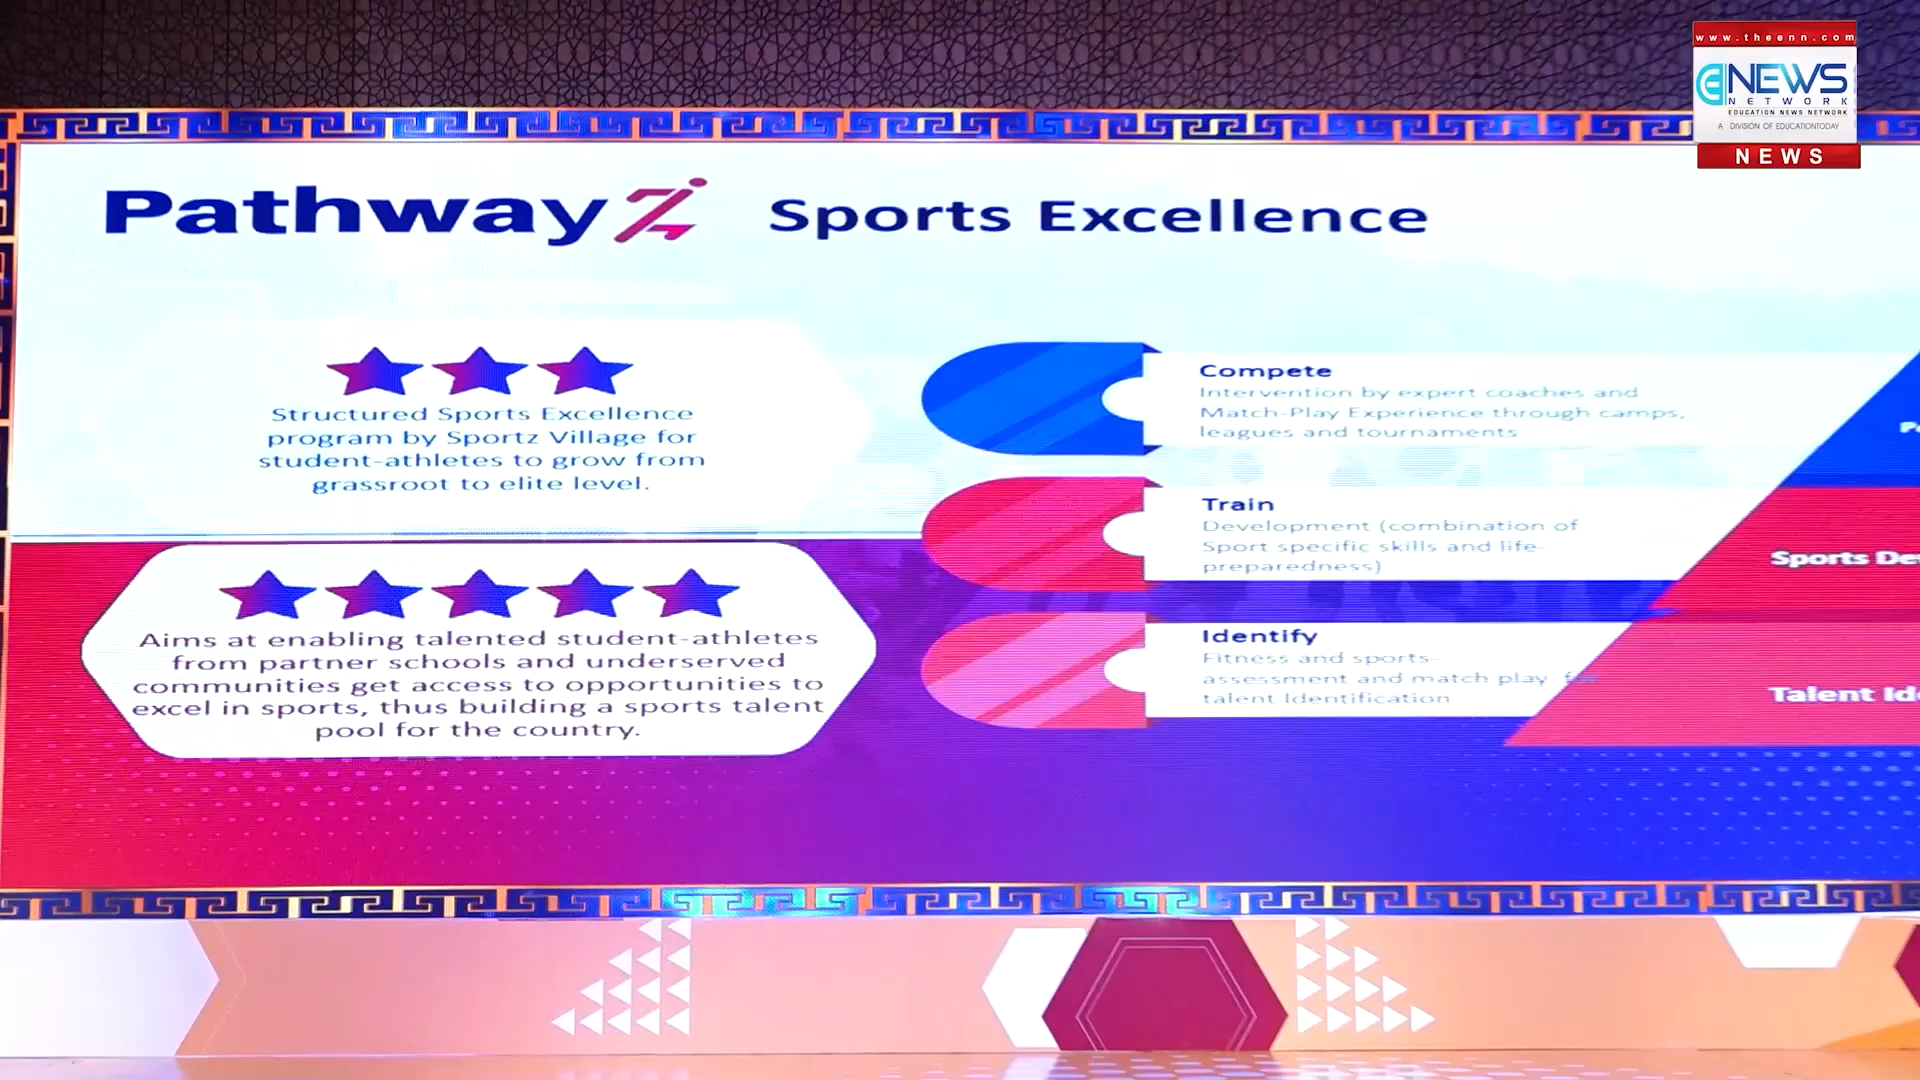 www.theenn.com
NEWS
NETWORK
EDUCATION NEWS NETWORK
A DIVISION OF EDUCATIONTODAY
NEWS
Pathway Sports Excellence
Structured Sports Excellence
program by Sportz Village for
student-athletes to grow from
grassroot to elite level.
Aims at enabling talented student-athletes
from partner schools and underserved
communities get access to opportunities to
excel in sports, thus building a sports talent
pool for the country.
Compete
Intervention by expert coaches and
Match-Play Experience through camps,
leagues and tournaments
Train
Development (combination of
Sport specific skills and life-
preparedness)
Sports
Identify
Fitness and sports-
assessment and match play for
talent Identification
Talent